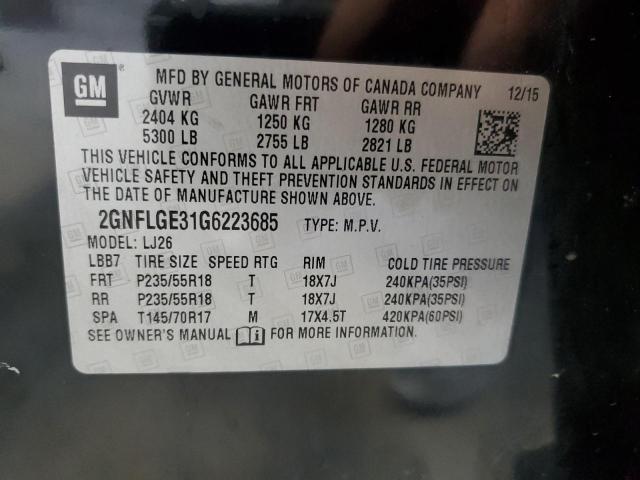 GM ®
MFD BY GENERAL MOTORS OF CANADA COMPANY 12/15
GVWR GAWR FRT GAWR RR
2404 KG 1250 KG 1280 KG
5300 LB 2755 LB 2821 LB
THIS VEHICLE CONFORMS TO ALL APPLICABLE U.S. FEDERAL MOTOR
VEHICLE SAFETY AND THEFT PREVENTION STANDARDS IN EFFECT ON
THE DATE OF MANUFACTURE SHOWN ABOVE.
2GNFLGE31G6223685 TYPE: M.P.V.
MODEL: LJ26
LBB7 TIRE SIZE SPEED RTG RIM COLD TIRE PRESSURE
FRT P235/55R18 T 18X7J 240KPA(35PSI)
RR P235/55R18 T 18X7J 240KPA(35PSI)
SPA T145/70R17 M 17X4.5T 420KPA(60PSI)
SEE OWNER'S MANUAL FOR MORE INFORMATION.